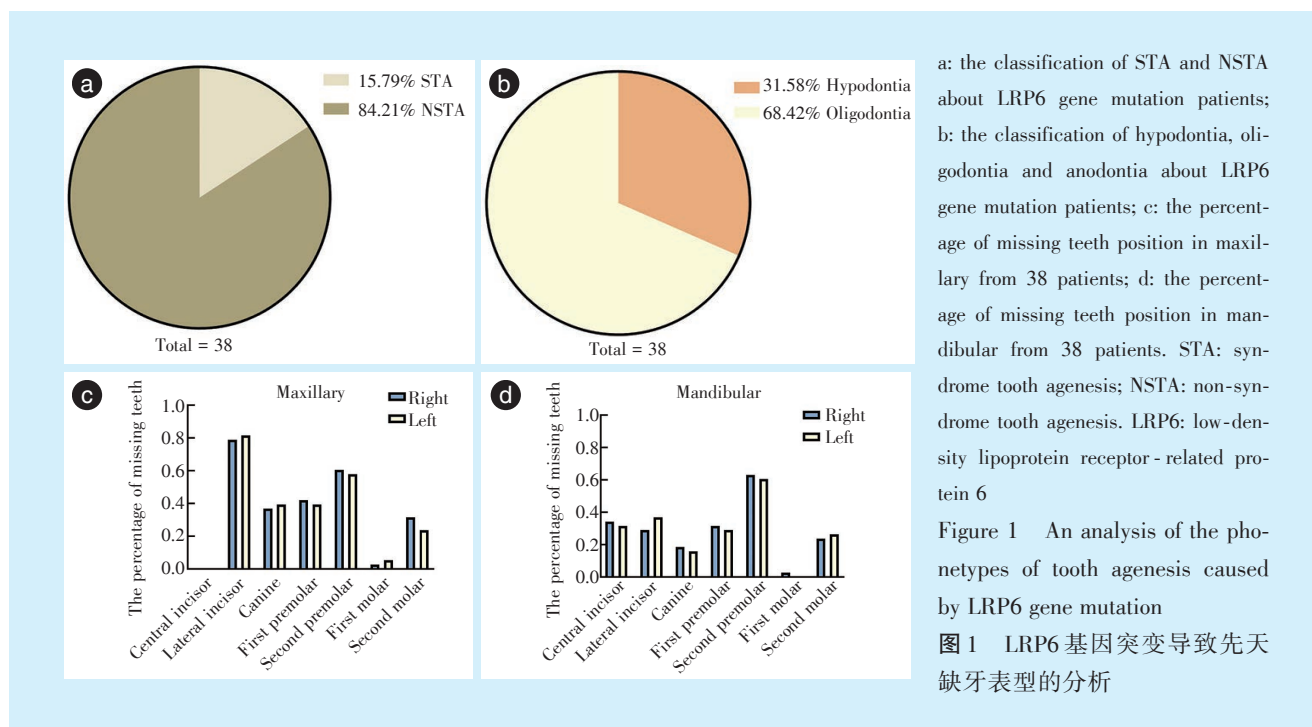 a
15.79% STA
84.21% NSTA
Total = 38
b
31.58% Hypodontia
68.42% Oligodontia
Total = 38
c
Maxillary
Right
Left
The percentage of missing teeth
1.0
0.8
0.6
0.4
0.2
0.0
Central incisor
Lateral incisor
Canine
First premolar
Second premolar
First molar
Second molar
d
Mandibular
Right
Left
The percentage of missing teeth
1.0
0.8
0.6
0.4
0.2
0.0
Central incisor
Lateral incisor
Canine
First premolar
Second premolar
First molar
Second molar
a: the classification of STA and NSTA
about LRP6 gene mutation patients;
b: the classification of hypodontia, oli-
godontia and anodontia about LRP6
gene mutation patients; c: the percent-
age of missing teeth position in maxil-
lary from 38 patients; d: the percent-
age of missing teeth position in man-
dibular from 38 patients. STA: syn-
drome tooth agenesis; NSTA: non-syn-
drome tooth agenesis. LRP6: low-den-
sity lipoprotein receptor-related pro-
tein 6
Figure 1 An analysis of the pho-
netypes of tooth agenesis caused
by LRP6 gene mutation
图1 LRP6基因突变导致先天
缺牙表型的分析